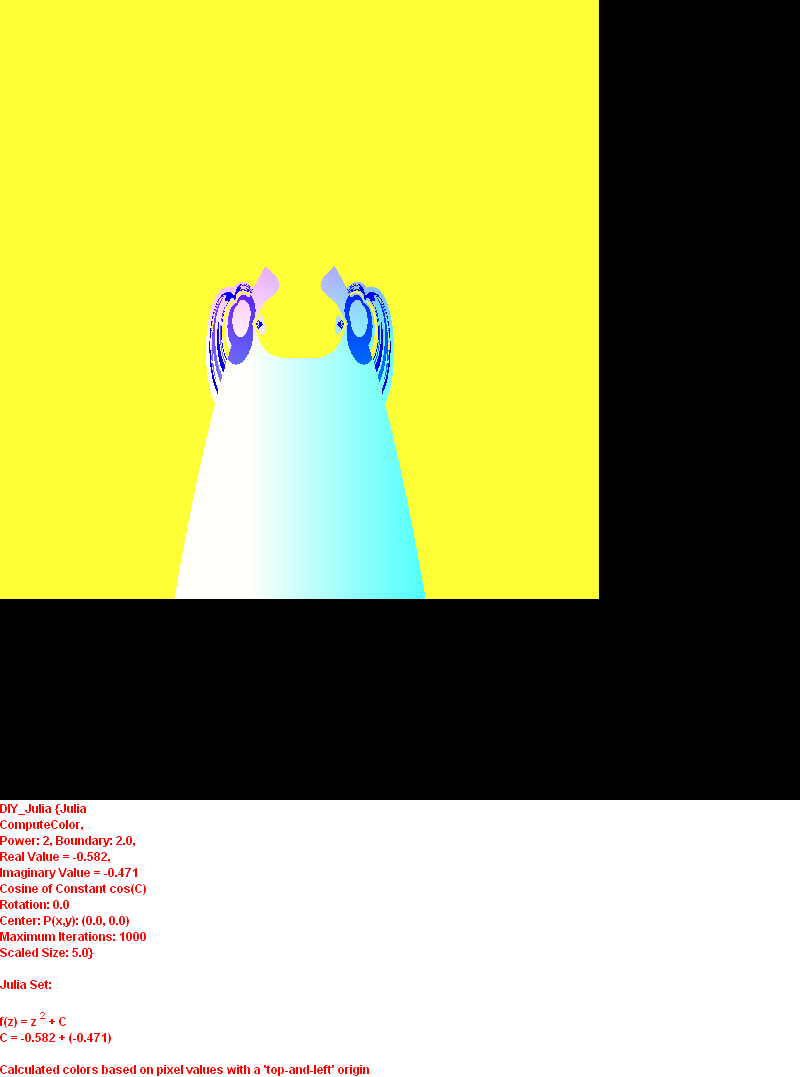 DIY_Julia {Julia
ComputeColor,
Power: 2, Boundary: 2.0,
Real Value = -0.582,
Imaginary Value = -0.471
Cosine of Constant cos(C)
Rotation: 0.0
Center: P(x,y): (0.0, 0.0)
Maximum Iterations: 1000
Scaled Size: 5.0}
Julia Set:
f(z) = z 2 + C
C = -0.582 + (-0.471)
Calculated colors based on pixel values with a 'top-and-left' origin